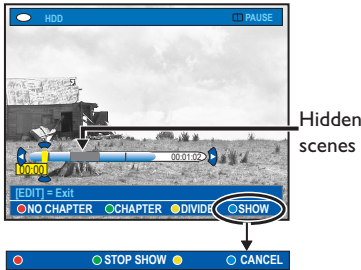 HDD PAUSE
Hidden
scenes
00:01:02
00:00
[EDIT] = Exit
NO CHAPTER CHAPTER DIVIDE SHOW
STOP SHOW CANCEL